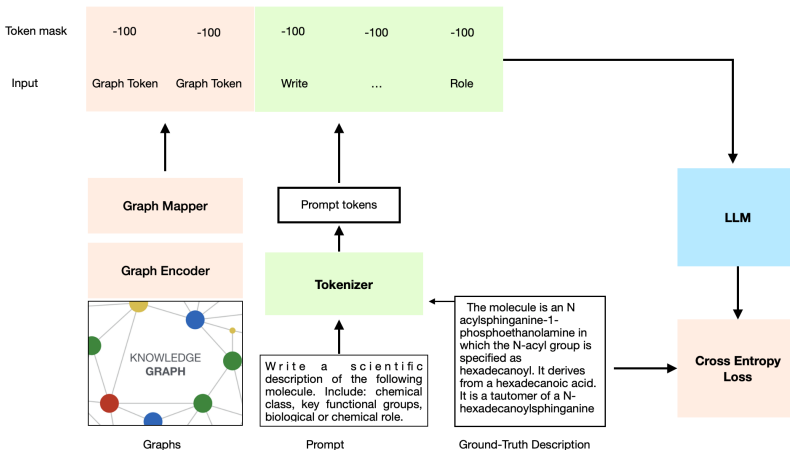 Token mask -100 -100 -100 -100 -100
Input Graph Token Graph Token Write ... Role
Graph Mapper
Prompt tokens
LLM
Graph Encoder
Tokenizer
KNOWLEDGE
GRAPH
Write a scientific
description of the following
molecule. Include: chemical
class, key functional groups,
biological or chemical role.
The molecule is an N
acylsphinganine-1-
phosphoethanolamine in
which the N-acyl group is
specified as
hexadecanoyl. It derives
from a hexadecanoic acid.
It is a tautomer of a N-
hexadecanoylsphinganine
Cross Entropy
Loss
Graphs Prompt Ground-Truth Description